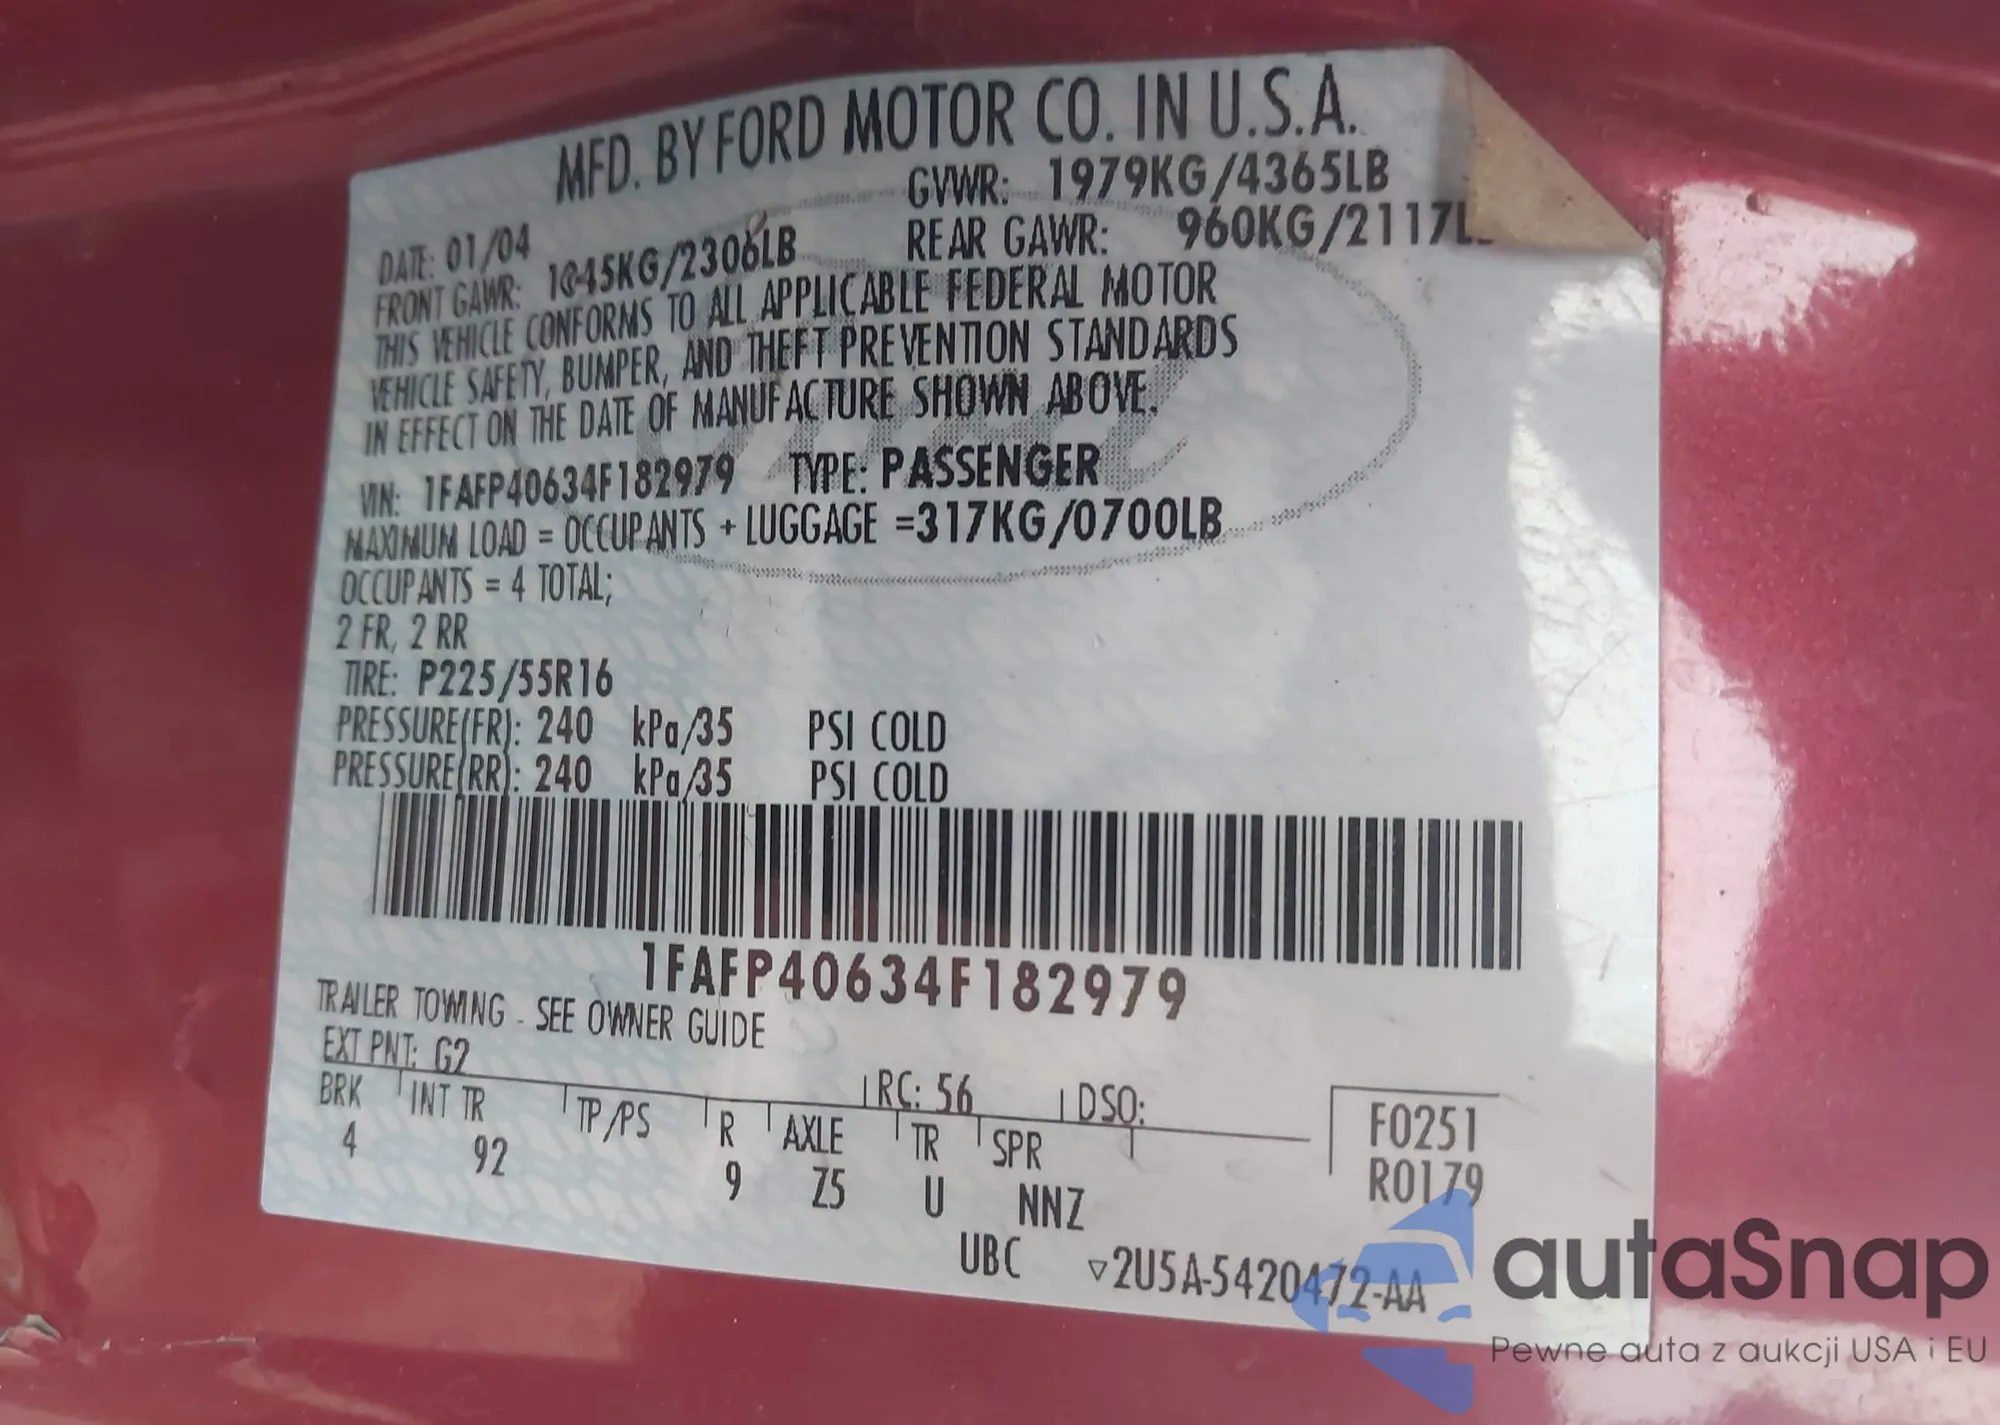 MFD. BY FORD MOTOR CO. IN U.S.A.
DATE: 01/04 GVWR: 1979KG/4365LB
FRONT GAWR: 1045KG/2306LB REAR GAWR: 960KG/2117L
THIS VEHICLE CONFORMS TO ALL APPLICABLE FEDERAL MOTOR
VEHICLE SAFETY, BUMPER, AND THEFT PREVENTION STANDARDS
IN EFFECT ON THE DATE OF MANUFACTURE SHOWN ABOVE.
VIN: 1FAFP40634F182979 TYPE: PASSENGER
MAXIMUM LOAD = OCCUPANTS + LUGGAGE =317KG/0700LB
OCCUPANTS = 4 TOTAL;
2 FR, 2 RR
TIRE: P225/55R16
PRESSURE(FR): 240 kPa/35 PSI COLD
PRESSURE(RR): 240 kPa/35 PSI COLD
1FAFP40634F182979
TRAILER TOWING - SEE OWNER GUIDE
EXT PNT: G2 RC: 56 DSO:
BRK INT TR TP/PS R AXLE TR SPR
4 92 9 Z5 U NNZ
F0251
R0179
UBC ▽2U5A-5420472-AA
autaSnap
Pewne auta z aukcji USA i EU